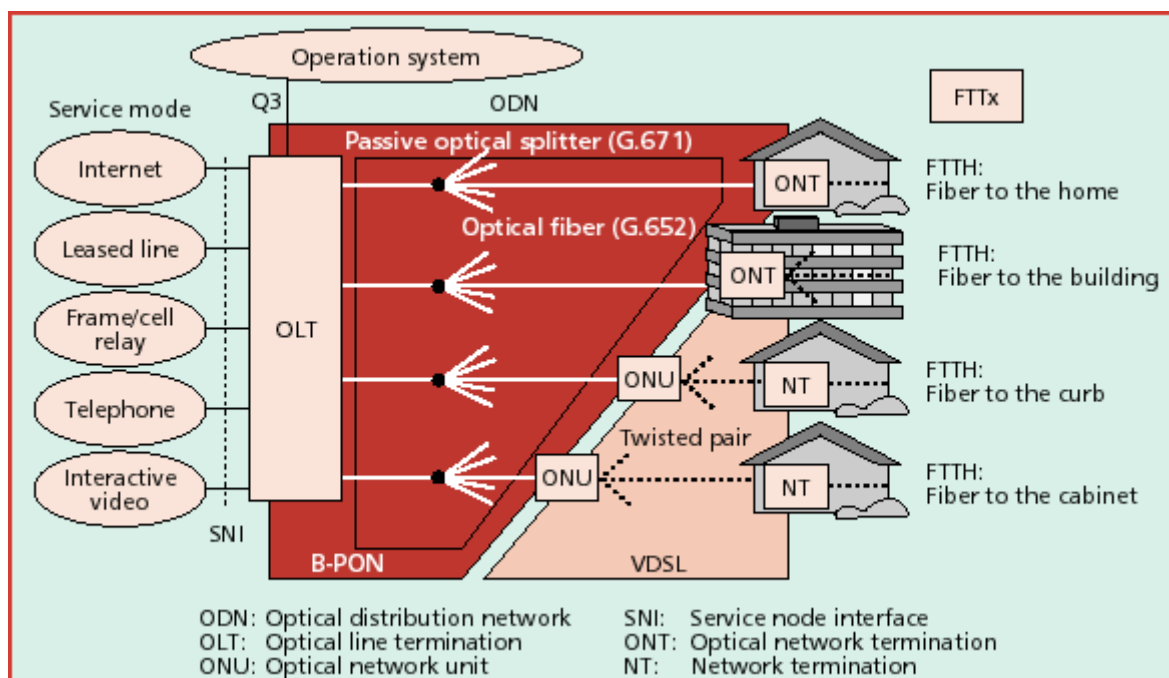 Operation system
Q3
ODN
FTTx
Service mode
Internet
Leased line
Frame/cell
relay
Telephone
Interactive
video
SNI
OLT
Passive optical splitter (G.671)
Optical fiber (G.652)
ONT
FTTH:
Fiber to the home
ONT
FTTH:
Fiber to the building
ONU
NT
FTTH:
Fiber to the curb
Twisted pair
ONU
NT
FTTH:
Fiber to the cabinet
B-PON
VDSL
ODN: Optical distribution network
OLT: Optical line termination
ONU: Optical network unit
SNI: Service node interface
ONT: Optical network termination
NT: Network termination